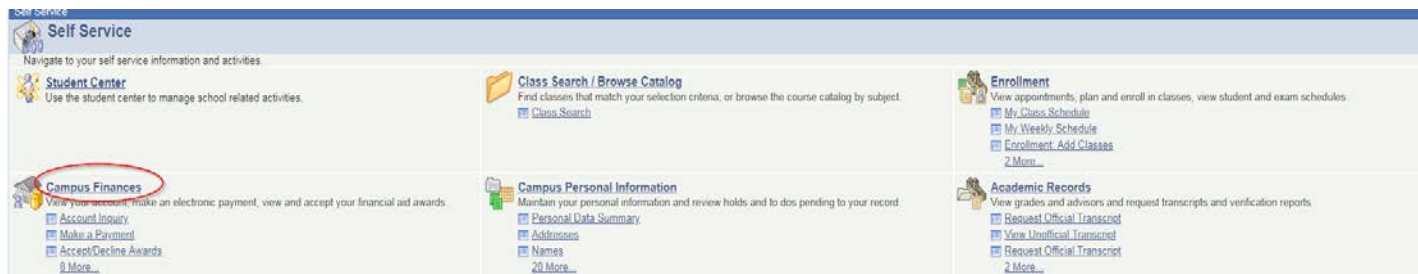 Self Service
Self Service
Navigate to your self service information and activities.
Student Center
Use the student center to manage school related activities.
Class Search / Browse Catalog
Find classes that match your selection criteria, or browse the course catalog by subject.
Class Search
Enrollment
View appointments, plan and enroll in classes, view student and exam schedules
My Class Schedule
My Weekly Schedule
Enrollment: Add Classes
2 More...
Campus Finances
View your account, make an electronic payment, view and accept your financial aid awards.
Account Inquiry
Make a Payment
Accept/Decline Awards
8 More...
Campus Personal Information
Maintain your personal information and review holds and to dos pending to your record.
Personal Data Summary
Addresses
Names
20 More...
Academic Records
View grades and advisors and request transcripts and verification reports.
Request Official Transcript
View Unofficial Transcript
Request Official Transcript
2 More...